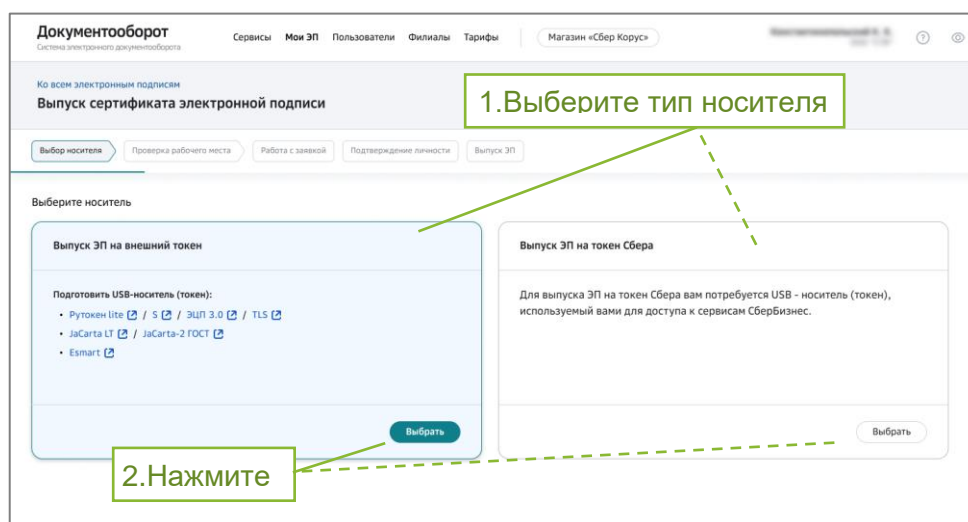 Документооборот
Система электронного документооборота
Сервисы Мои ЭП Пользователи Филиалы Тарифы Магазин «Сбер Корус»
Ко всем электронным подписям
Выпуск сертификата электронной подписи
1.Выберите тип носителя
Выбор носителя Проверка рабочего места Работа с заявкой Подтверждение личности Выпуск ЭП
Выберите носитель
Выпуск ЭП на внешний токен
Подготовить USB-носитель (токен):
• Рутокен lite / S / ЭЦП 3.0 / TLS
• JaCarta LT / JaCarta-2 ГОСТ
• Esmart
Выбрать
Выпуск ЭП на токен Сбера
Для выпуска ЭП на токен Сбера вам потребуется USB - носитель (токен),
используемый вами для доступа к сервисам СберБизнес.
Выбрать
2.Нажмите